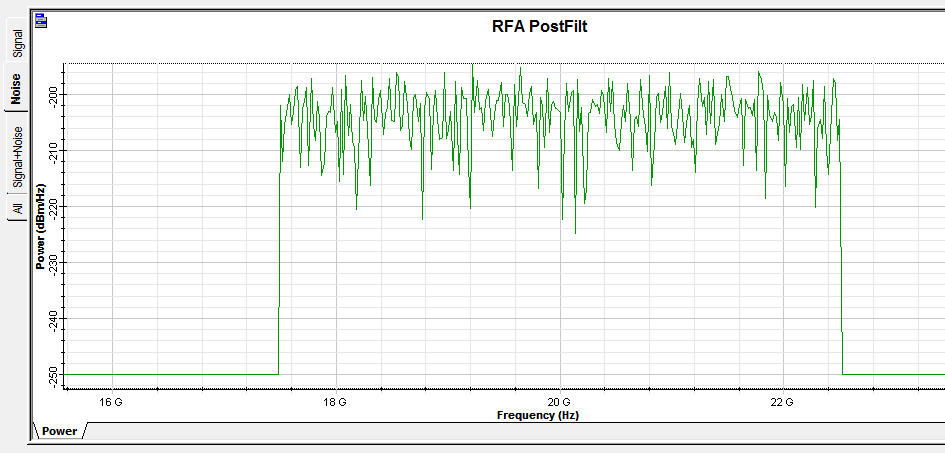 RFA PostFilt
Signal
Noise
Signal+Noise
All
Power (dBm/Hz)
-200
-210
-220
-230
-240
-250
16 G
18 G
20 G
22 G
Frequency (Hz)
Power